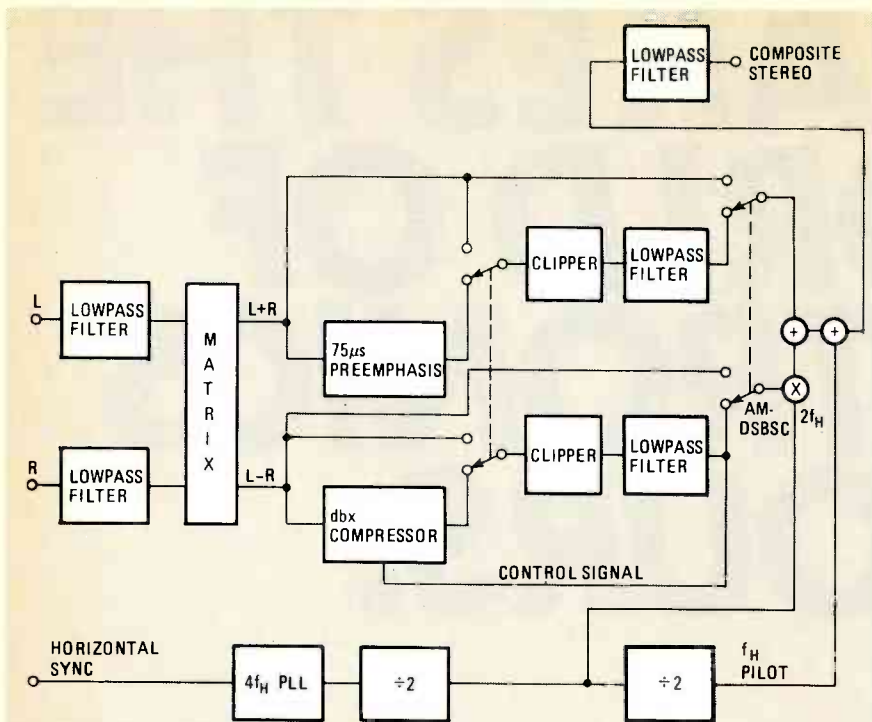 LOWPASS
FILTER
COMPOSITE
STEREO
L
LOWPASS
FILTER
MATRIX
L+R
75µs
PREEMPHASIS
CLIPPER
LOWPASS
FILTER
R
LOWPASS
FILTER
L−R
dbx
COMPRESSOR
CLIPPER
LOWPASS
FILTER
+
+
X
AM-
DSBSC
2fH
CONTROL SIGNAL
HORIZONTAL
SYNC
4fH PLL
÷2
÷2
fH
PILOT